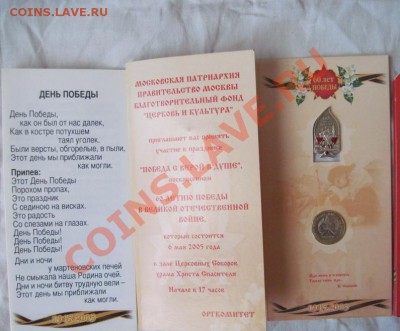 COINS.LAVE.RU
COINS.LAVE.RU
ДЕНЬ ПОБЕДЫ
День Победы,
как он был от нас далек,
Как в костре потухшем
таял уголек.
Были версты, обгорелые, в пыли,
Этот день мы приближали
как могли.
Припев:
Этот День Победы
Порохом пропах,
Это праздник
С сединою на висках.
Это радость
Со слезами на глазах.
День Победы!
День Победы!
День Победы!
Дни и ночи
у мартеновских печей
Не смыкала наша Родина очей.
Дни и ночи битву трудную вели -
Этот день мы приближали
как могли.
МОСКОВСКАЯ ПАТРИАРХИЯ
ПРАВИТЕЛЬСТВО МОСКВЫ
БЛАГОТВОРИТЕЛЬНЫЙ ФОНД
"ЦЕРКОВЬ И КУЛЬТУРА"
приглашают вас принять
участие в празднике
"ПОБЕДА С ВЕРОЙ В ДУШЕ",
посвященном
60-ЛЕТИЮ ПОБЕДЫ
В ВЕЛИКОЙ ОТЕЧЕСТВЕННОЙ
ВОЙНЕ,
который состоится
6 мая 2005 года
в зале Церковных Соборов
Храма Христа Спасителя
Начало в 17 часов
ОРГКОМИТЕТ
60 лет
ПОБЕДЫ
COINS.LAVE.RU